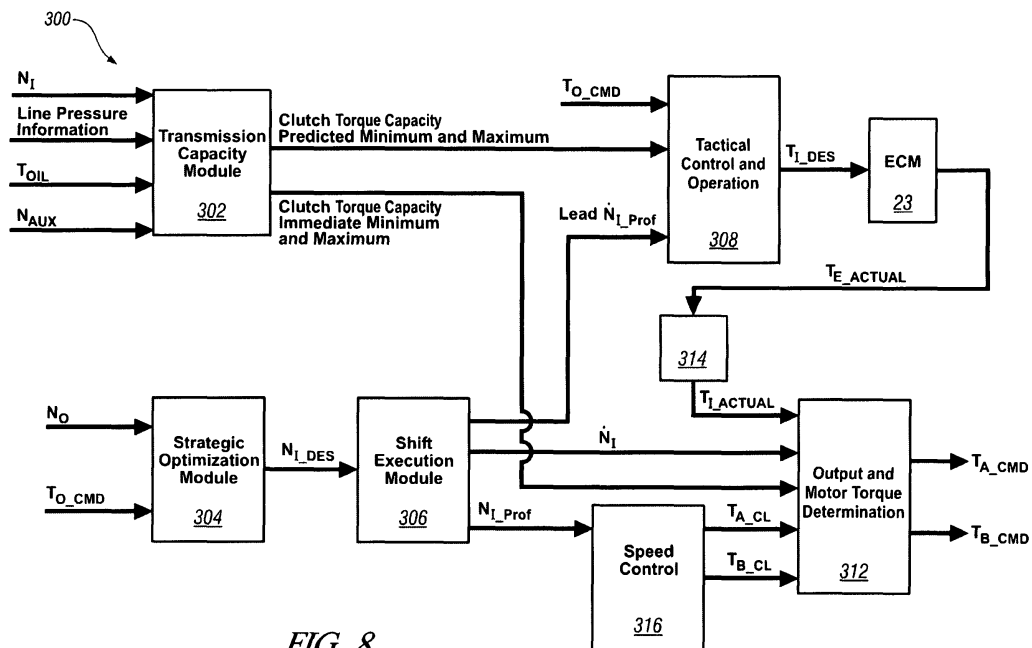 300
N_I
Line Pressure
Information
T_OIL
N_AUX
Transmission
Capacity
Module
302
Clutch Torque Capacity
Predicted Minimum and Maximum
Clutch Torque Capacity
Immediate Minimum
and Maximum
T_O_CMD
Lead Ṅ_I_Prof
Tactical
Control and
Operation
308
T_I_DES
ECM
23
T_E_ACTUAL
314
T_I_ACTUAL
N_O
T_O_CMD
Strategic
Optimization
Module
304
N_I_DES
Shift
Execution
Module
306
Ṅ_I
N_I_Prof
Speed
Control
316
T_A_CL
T_B_CL
Output and
Motor Torque
Determination
312
T_A_CMD
T_B_CMD
FIG. 8